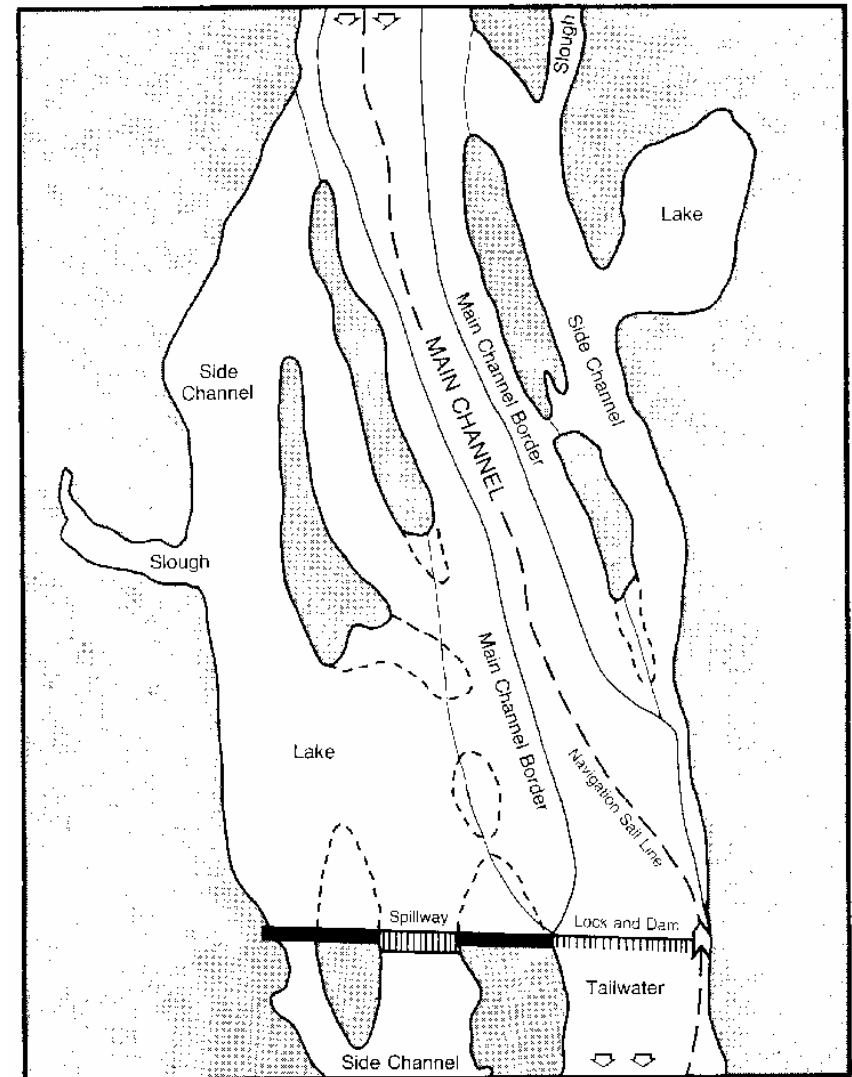 Slough
Lake
Side
Channel
Side Channel
Main Channel Border
MAIN CHANNEL
Slough
Main Channel Border
Lake
Navigation Sail Line
Spillway
Lock and Dam
Tailwater
Side Channel